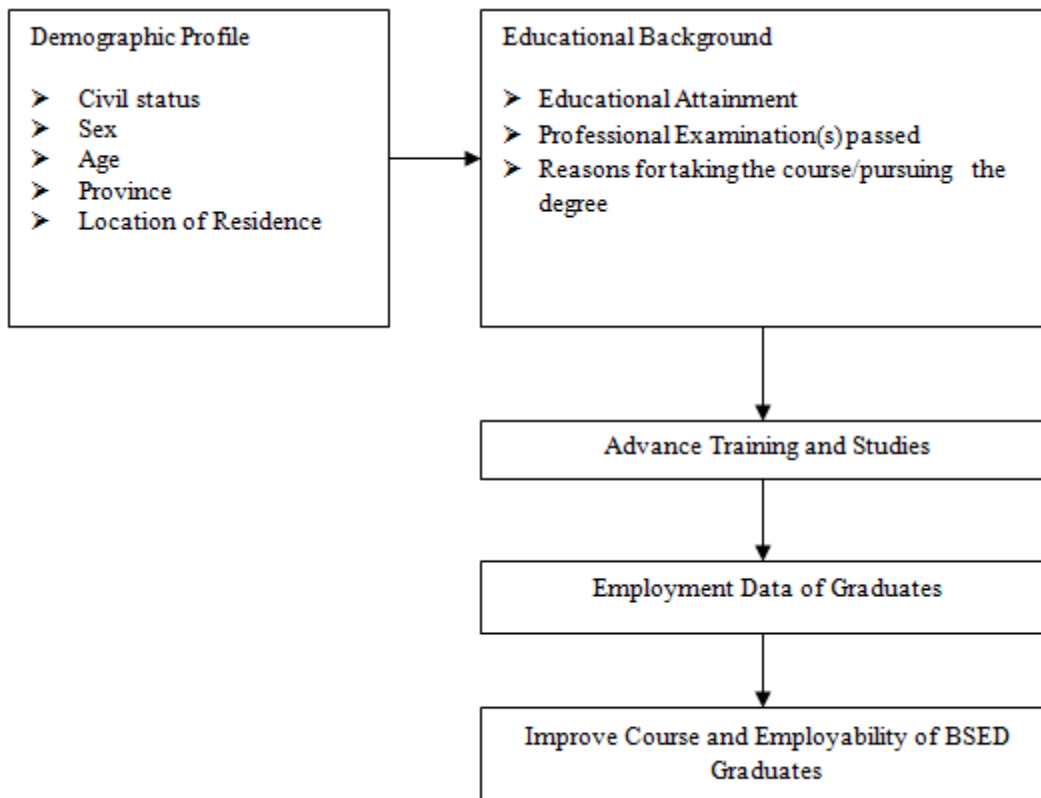 Demographic Profile
➤ Civil status
➤ Sex
➤ Age
➤ Province
➤ Location of Residence
Educational Background
➤ Educational Attainment
➤ Professional Examination(s) passed
➤ Reasons for taking the course/pursuing the
degree
Advance Training and Studies
Employment Data of Graduates
Improve Course and Employability of BSED
Graduates